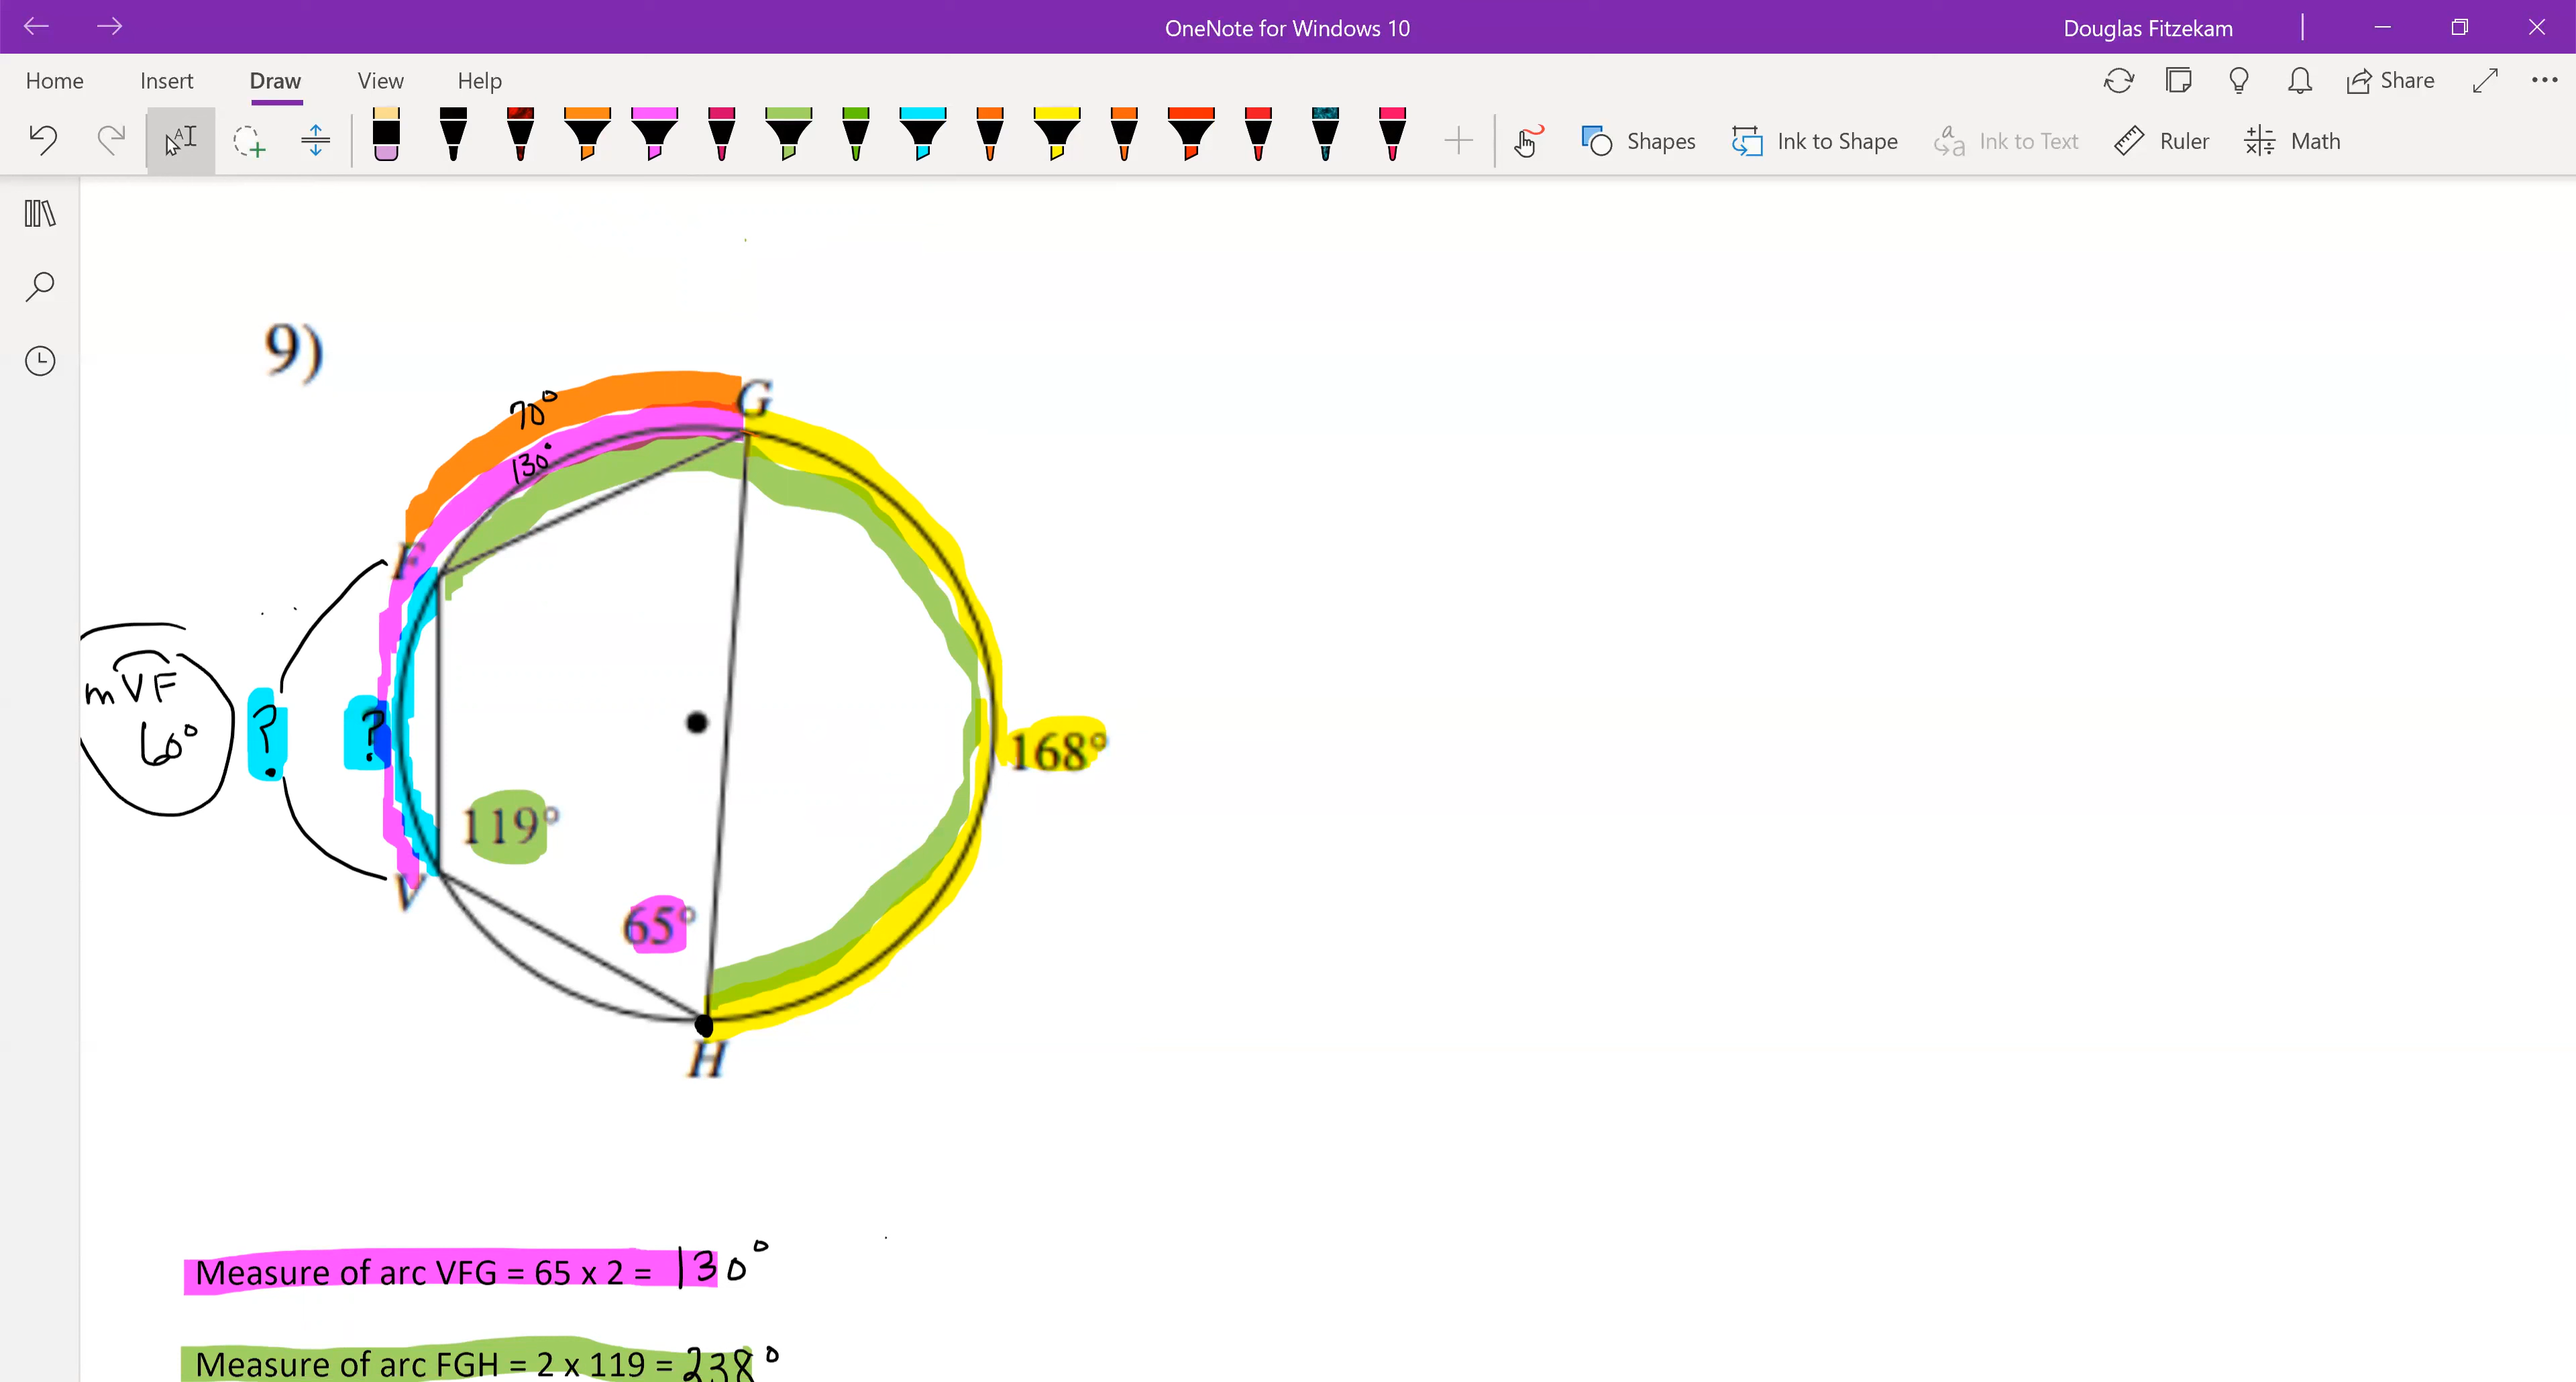 OneNote for Windows 10
Douglas Fitzekam
Home Insert Draw View Help
Share
Shapes Ink to Shape Ink to Text Ruler Math
9)
70°
G
130°
F
mVF
60°
?
?
168°
119°
V
65°
H
Measure of arc VFG = 65 x 2 = 130°
Measure of arc FGH = 2 x 119 = 238°